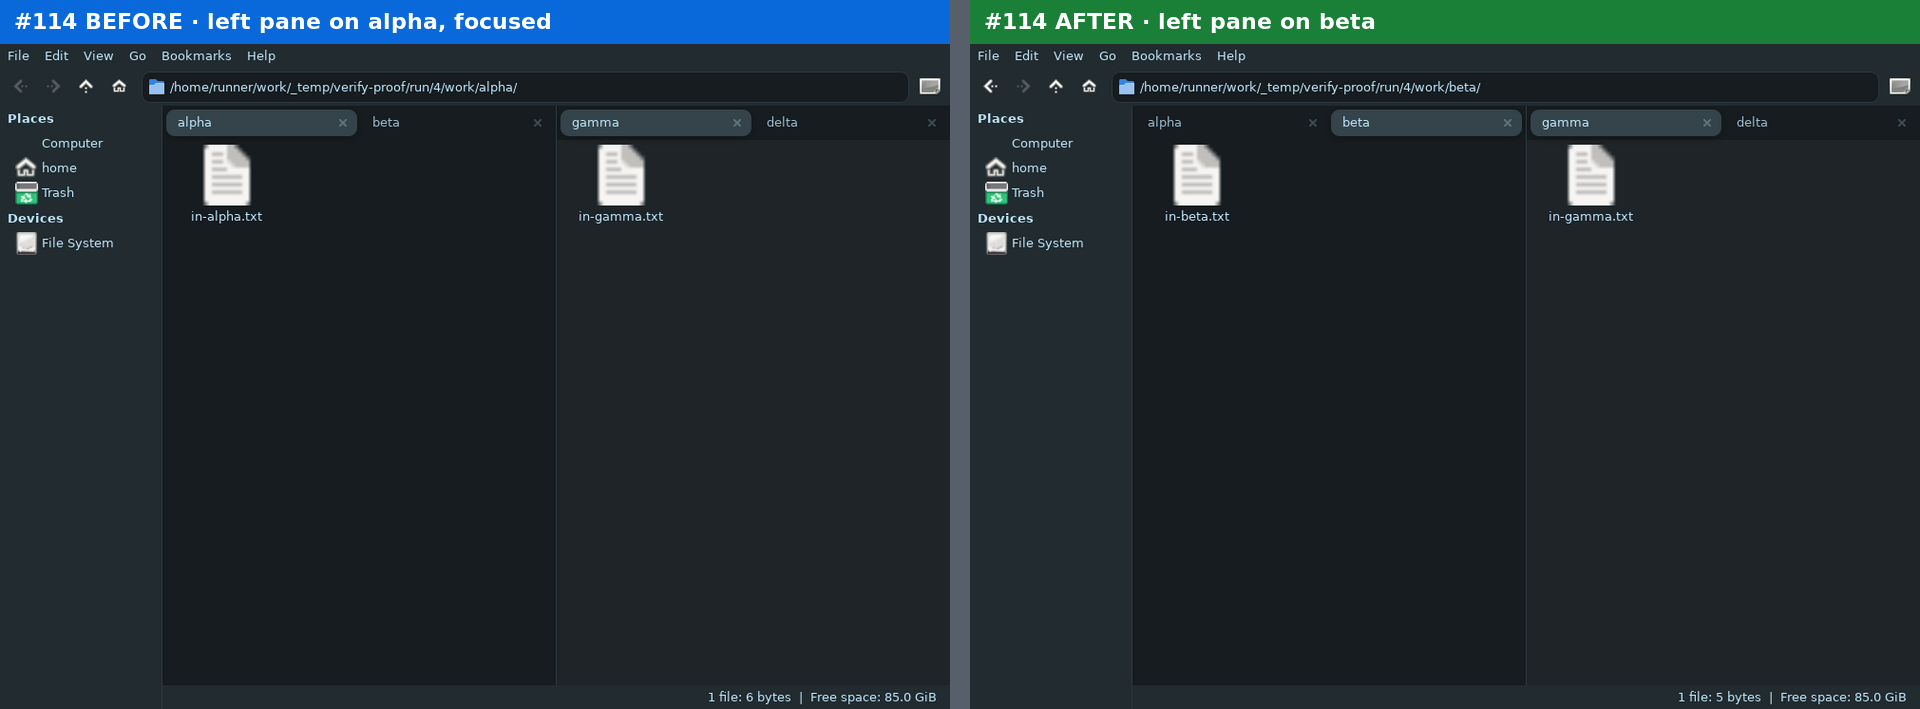 #114 BEFORE · left pane on alpha, focused
File Edit View Go Bookmarks Help
/home/runner/work/_temp/verify-proof/run/4/work/alpha/
Places
Computer
home
Trash
Devices
File System
alpha
beta
gamma
delta
in-alpha.txt
in-gamma.txt
1 file: 6 bytes | Free space: 85.0 GiB
#114 AFTER · left pane on beta
File Edit View Go Bookmarks Help
/home/runner/work/_temp/verify-proof/run/4/work/beta/
Places
Computer
home
Trash
Devices
File System
alpha
beta
gamma
delta
in-beta.txt
in-gamma.txt
1 file: 5 bytes | Free space: 85.0 GiB